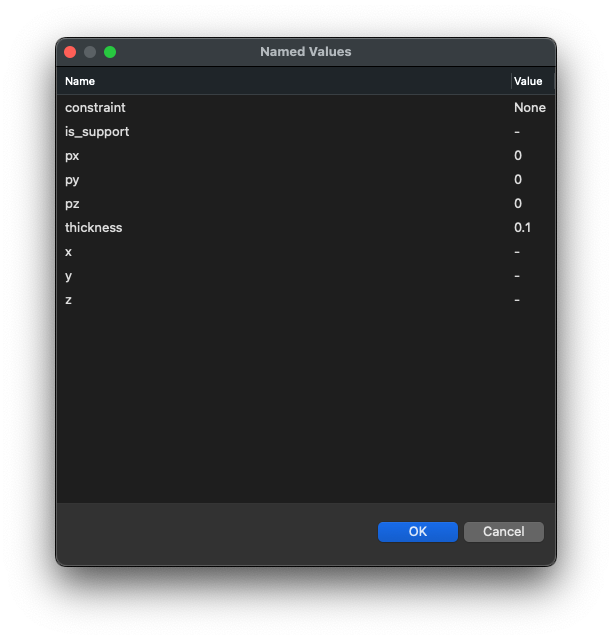 Named Values
Name Value
constraint None
is_support -
px 0
py 0
pz 0
thickness 0.1
x -
y -
z -
OK Cancel